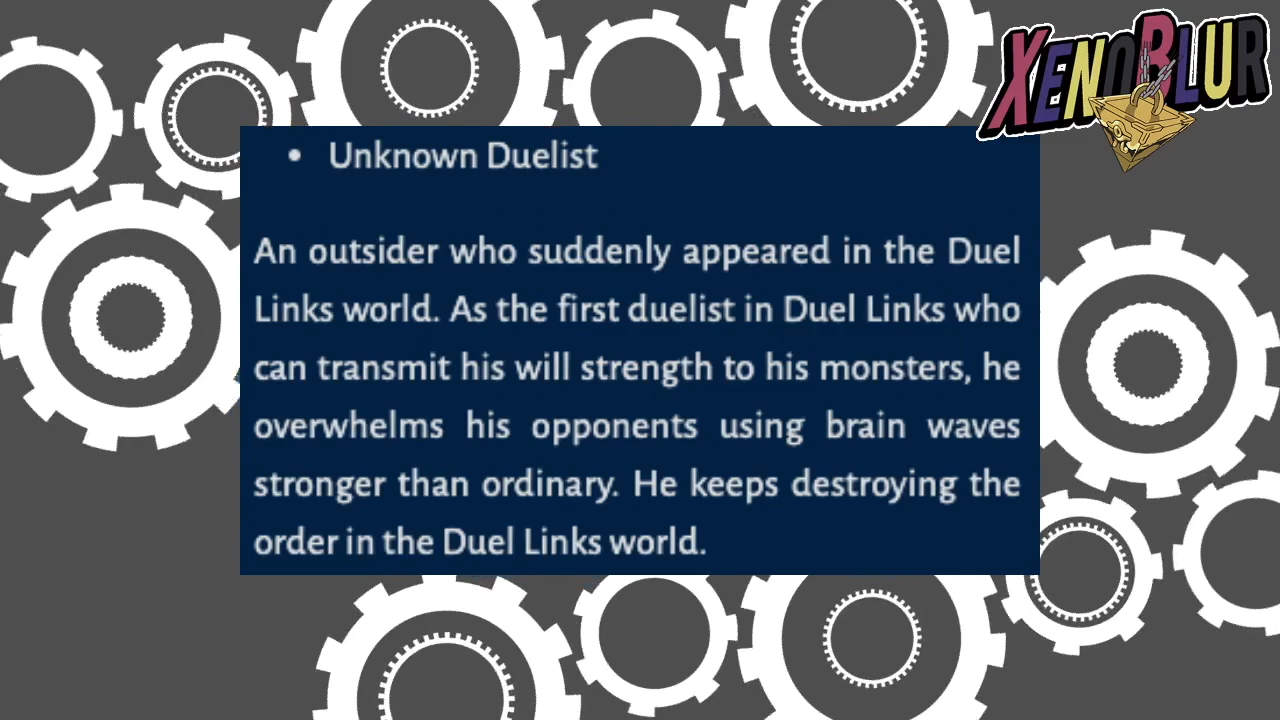 XENOBLUR
• Unknown Duelist
An outsider who suddenly appeared in the Duel
Links world. As the first duelist in Duel Links who
can transmit his will strength to his monsters, he
overwhelms his opponents using brain waves
stronger than ordinary. He keeps destroying the
order in the Duel Links world.